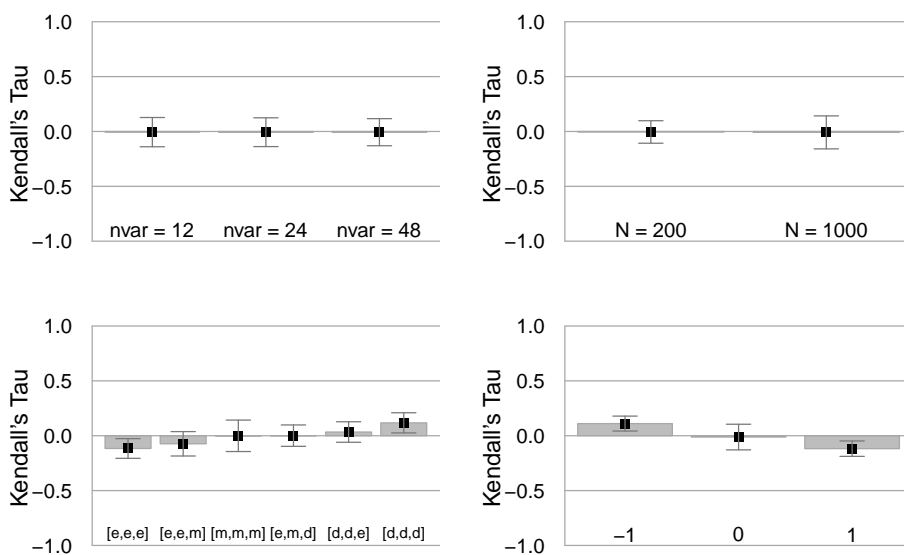 Kendall's Tau
1.0
0.5
0.0
−0.5
−1.0
nvar = 12 nvar = 24 nvar = 48
Kendall's Tau
1.0
0.5
0.0
−0.5
−1.0
N = 200 N = 1000
Kendall's Tau
1.0
0.5
0.0
−0.5
−1.0
[e,e,e] [e,e,m] [m,m,m] [e,m,d] [d,d,e] [d,d,d]
Kendall's Tau
1.0
0.5
0.0
−0.5
−1.0
−1 0 1